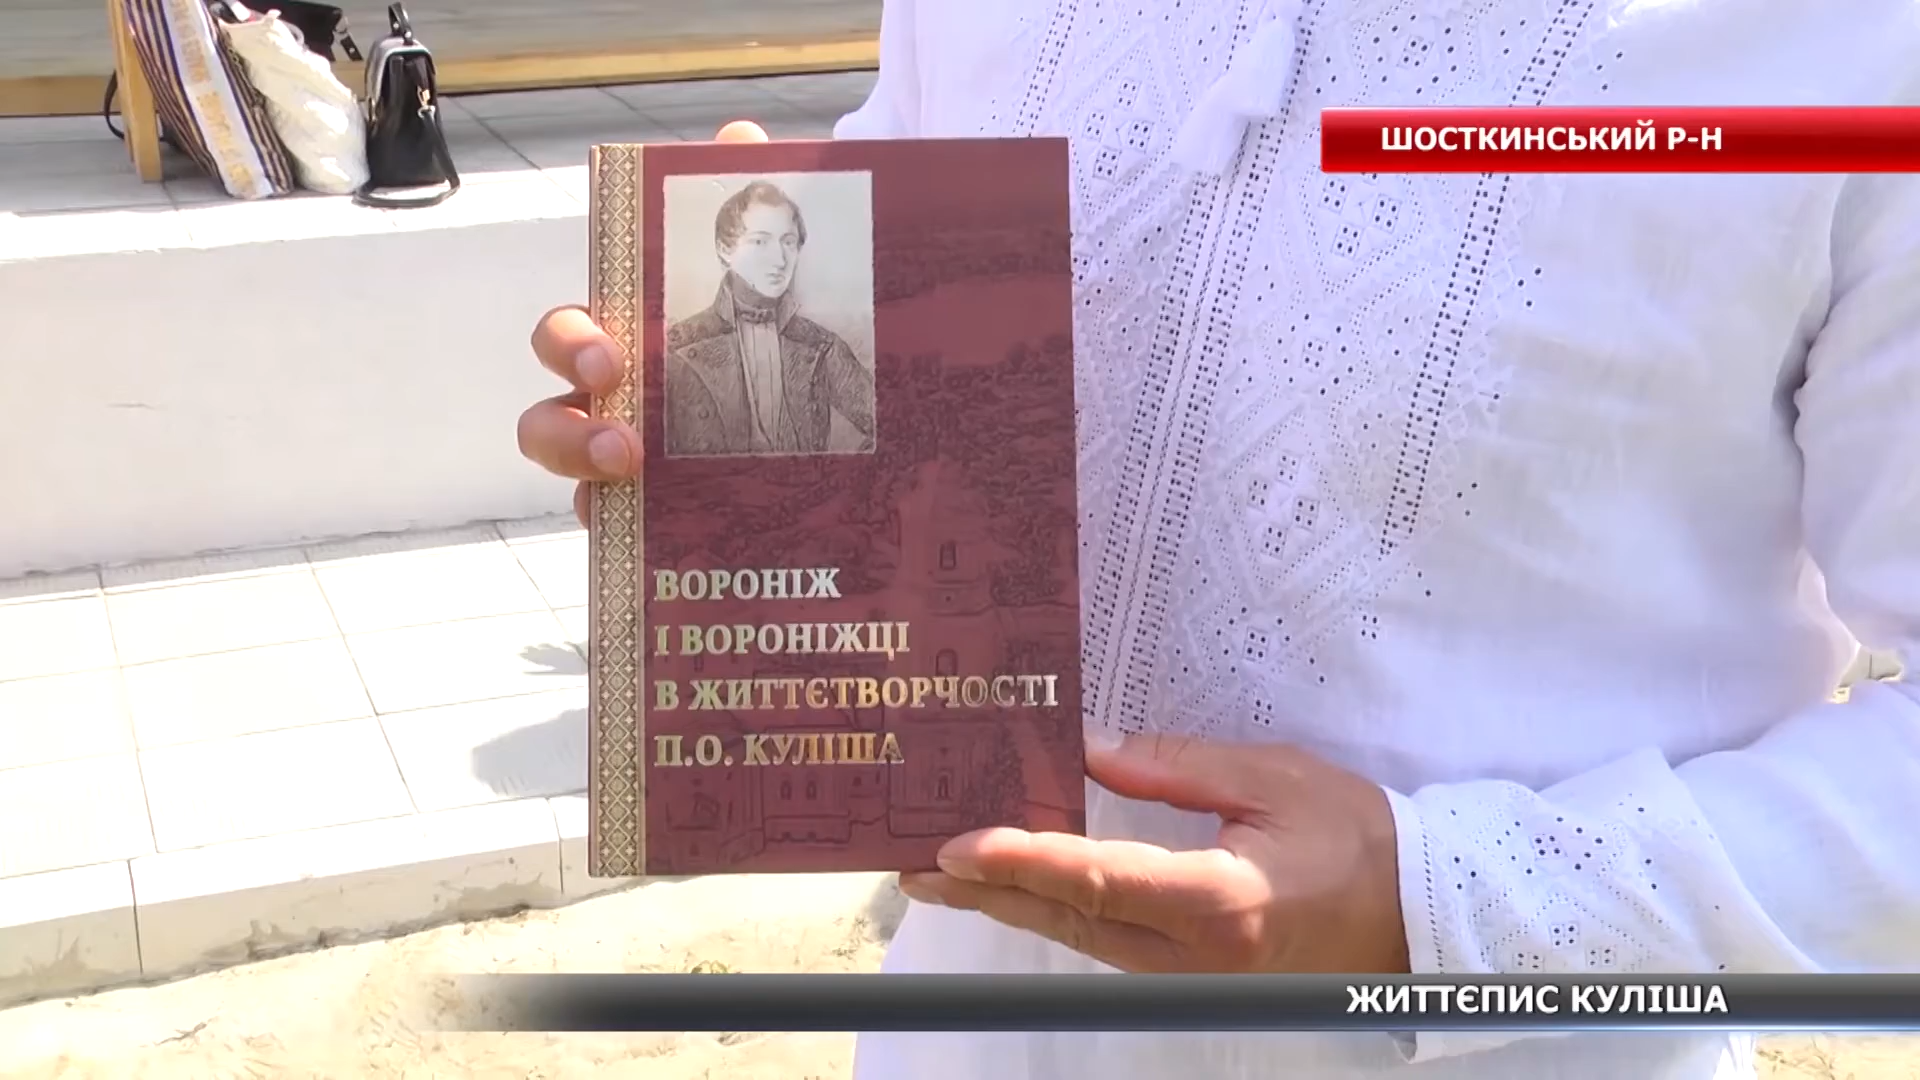 ШОСТКИНСЬКИЙ Р-Н
ВОРОНІЖ
І ВОРОНІЖЦІ
В ЖИТТЄТВОРЧОСТІ
П.О. КУЛІША
ЖИТТЄПИС КУЛІША